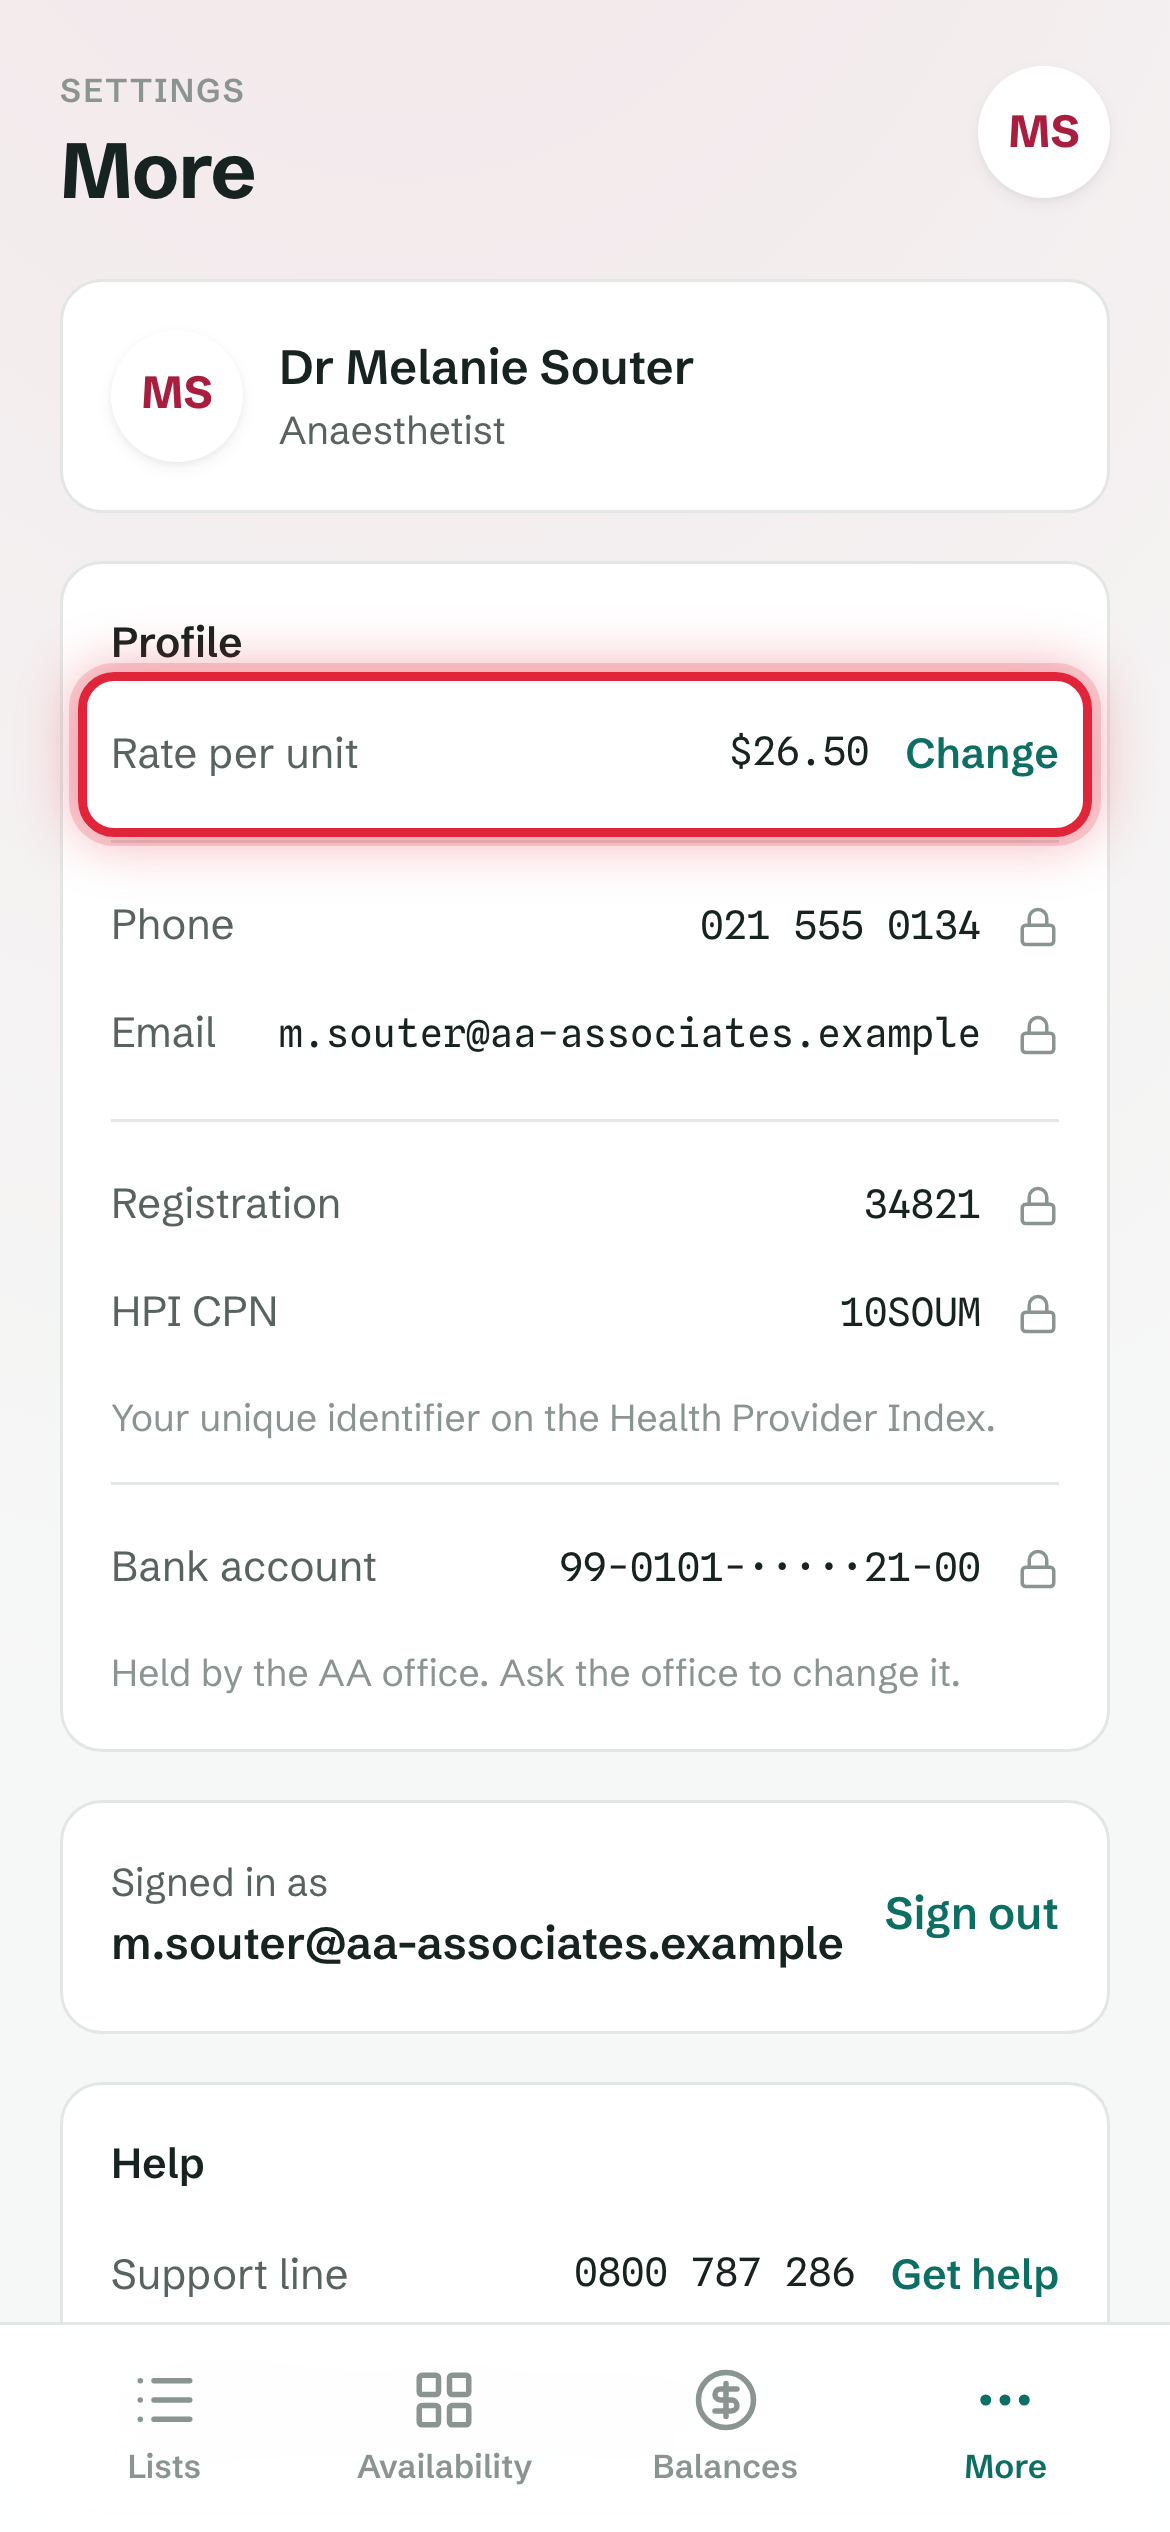 SETTINGS
More
MS
MS
Dr Melanie Souter
Anaesthetist
Profile
Rate per unit $26.50 Change
Phone 021 555 0134
Email m.souter@aa-associates.example
Registration 34821
HPI CPN 10SOUM
Your unique identifier on the Health Provider Index.
Bank account 99-0101-·····21-00
Held by the AA office. Ask the office to change it.
Signed in as
m.souter@aa-associates.example
Sign out
Help
Support line 0800 787 286 Get help
Lists Availability Balances More